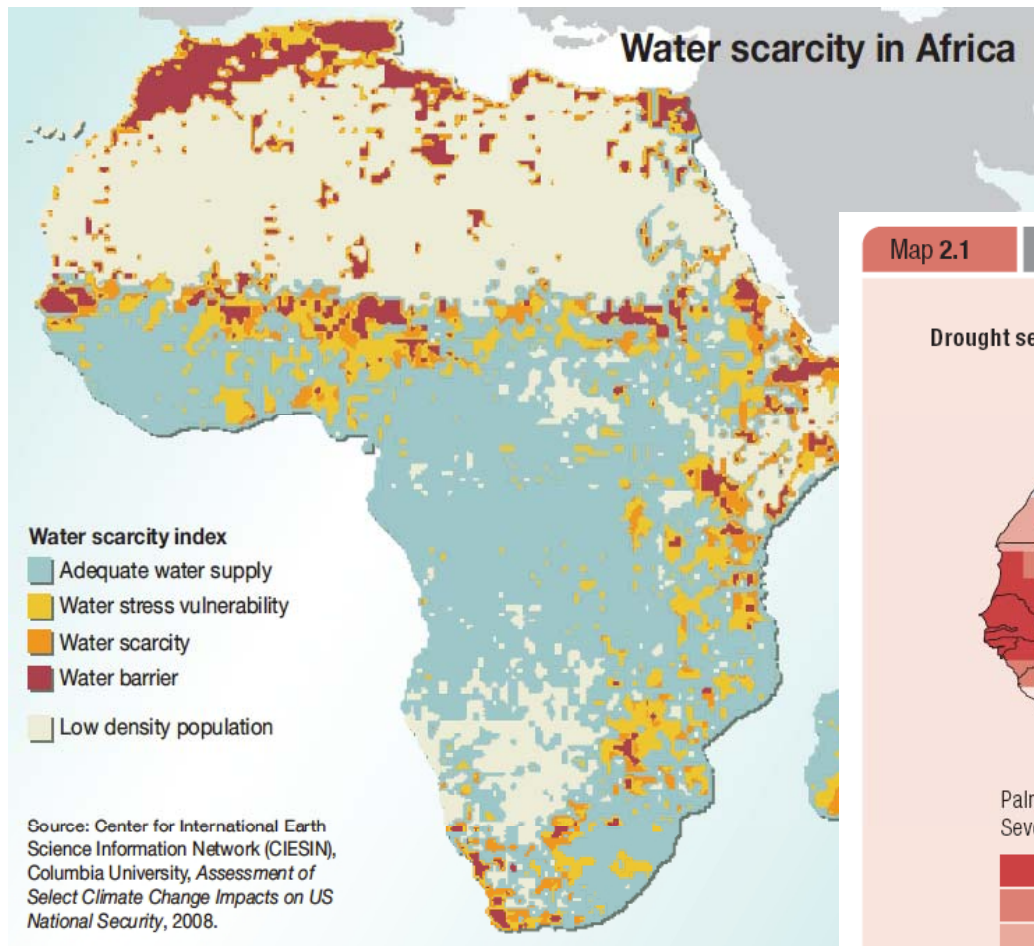 Water scarcity in Africa
Water scarcity index
Adequate water supply
Water stress vulnerability
Water scarcity
Water barrier
Low density population
Source: Center for International Earth
Science Information Network (CIESIN),
Columbia University, Assessment of
Select Climate Change Impacts on US
National Security, 2008.
Map 2.1
Drought